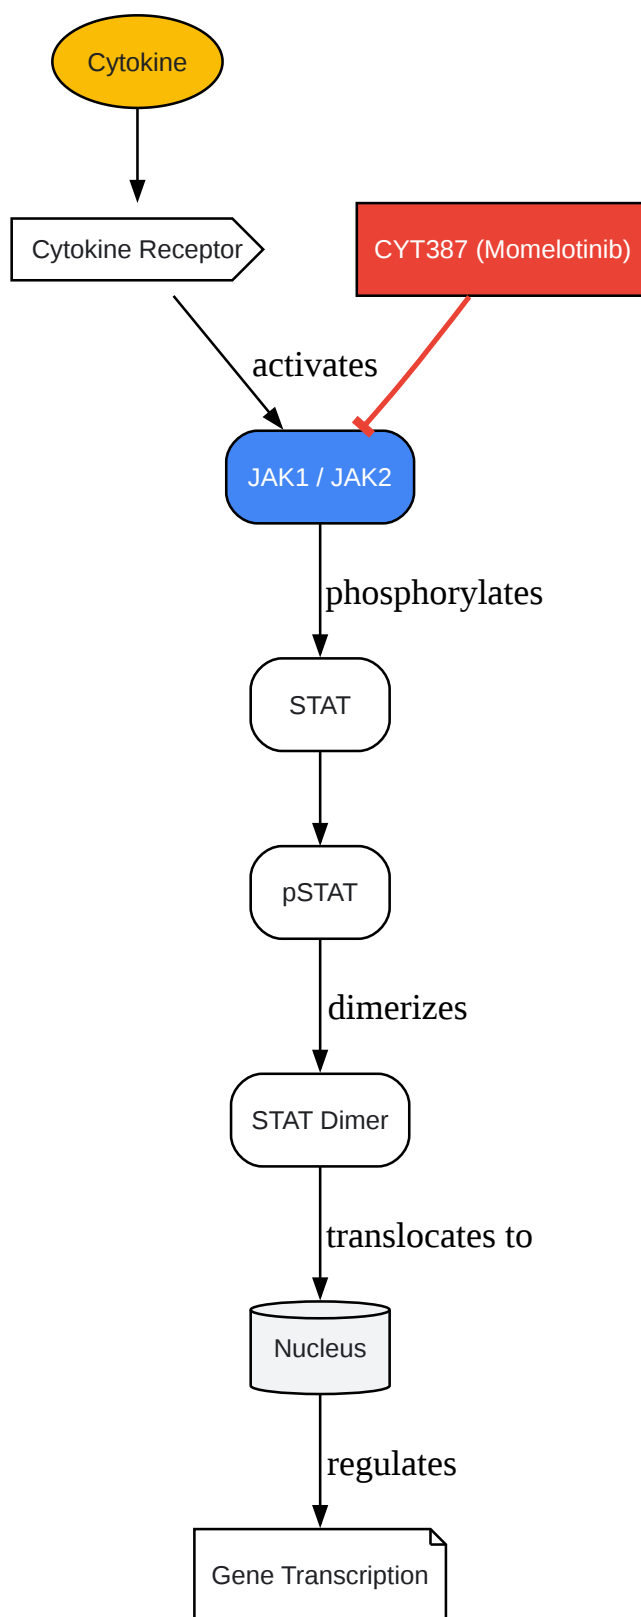 Cytokine
Cytokine Receptor
CYT387 (Momelotinib)
activates
JAK1 / JAK2
phosphorylates
STAT
pSTAT
dimerizes
STAT Dimer
translocates to
Nucleus
regulates
Gene Transcription